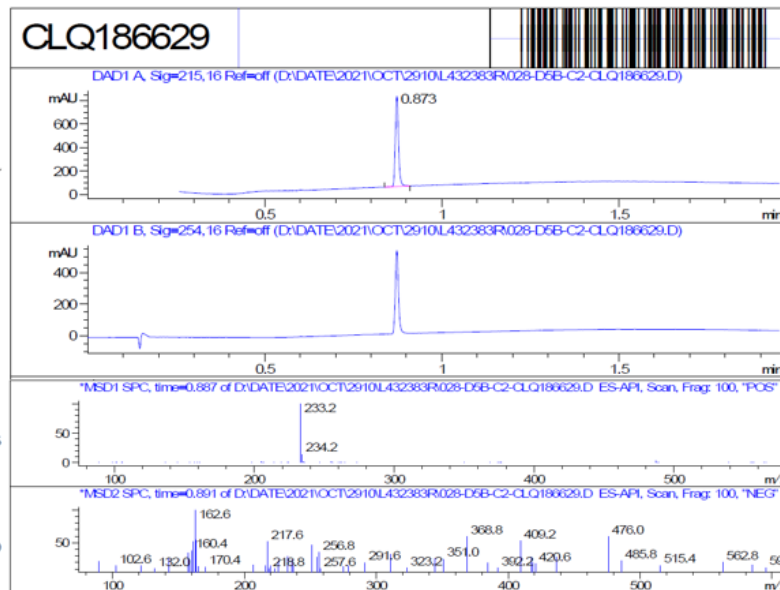 CLQ186629
DAD1 A, Sig=215,16 Ref=off (D:\DATE\2021\OCT\2910\L432383R\028-D5B-C2-CLQ186629.D)
mAU
600
400
200
0
0.873
0.5 1 1.5 min
DAD1 B, Sig=254,16 Ref=off (D:\DATE\2021\OCT\2910\L432383R\028-D5B-C2-CLQ186629.D)
mAU
400
200
0
0.5 1 1.5 min
*MSD1 SPC, time=0.887 of D:\DATE\2021\OCT\2910\L432383R\028-D5B-C2-CLQ186629.D ES-API, Scan, Frag: 100, "POS"
233.2
234.2
50
0
100 200 300 400 500 m/
*MSD2 SPC, time=0.891 of D:\DATE\2021\OCT\2910\L432383R\028-D5B-C2-CLQ186629.D ES-API, Scan, Frag: 100, "NEG"
162.6
217.6 368.8 409.2 476.0
50
160.4 256.8 351.0
102.6 132.0 170.4 218.8 257.6 291.6 323.2 392.2 420.6 485.8 515.4 562.8 59
100 200 300 400 500 m/